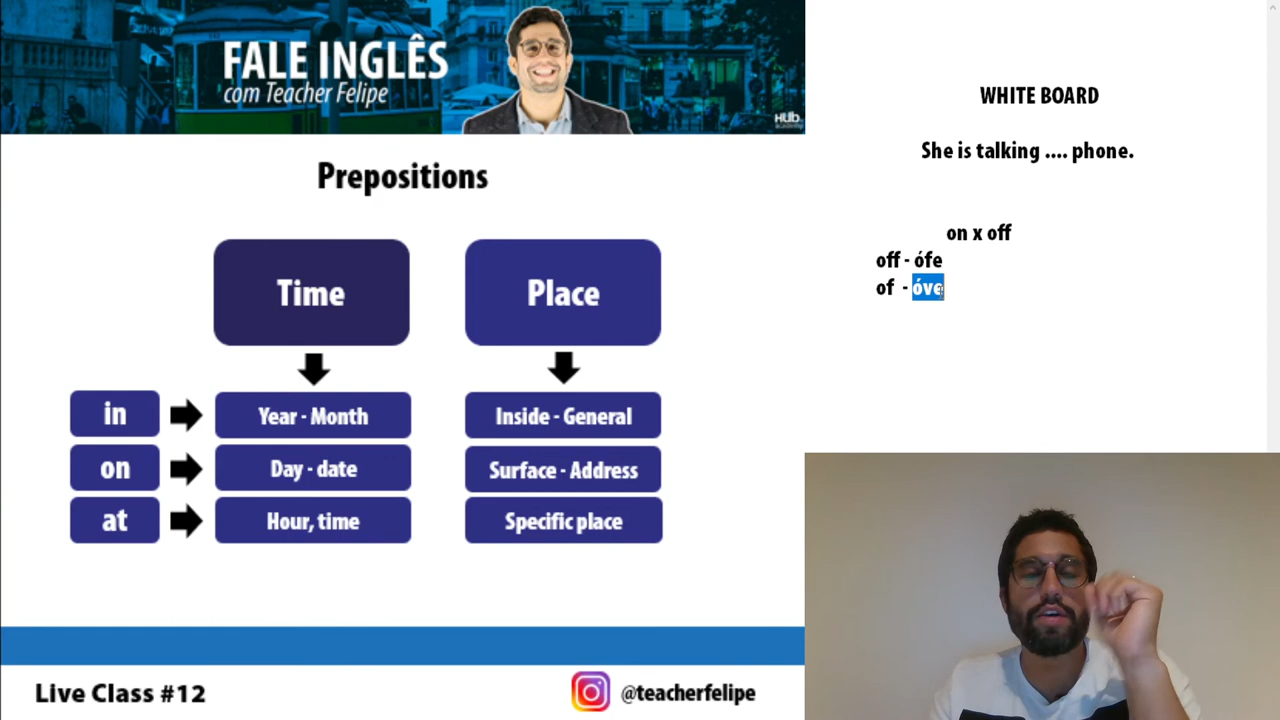 FALE INGLÊS
com Teacher Felipe
HUb
academy
Prepositions
Time
Place
in
Year - Month
Inside - General
on
Day - date
Surface - Address
at
Hour, time
Specific place
Live Class #12
@teacherfelipe
WHITE BOARD
She is talking .... phone.
on x off
off - ófe
of - óve